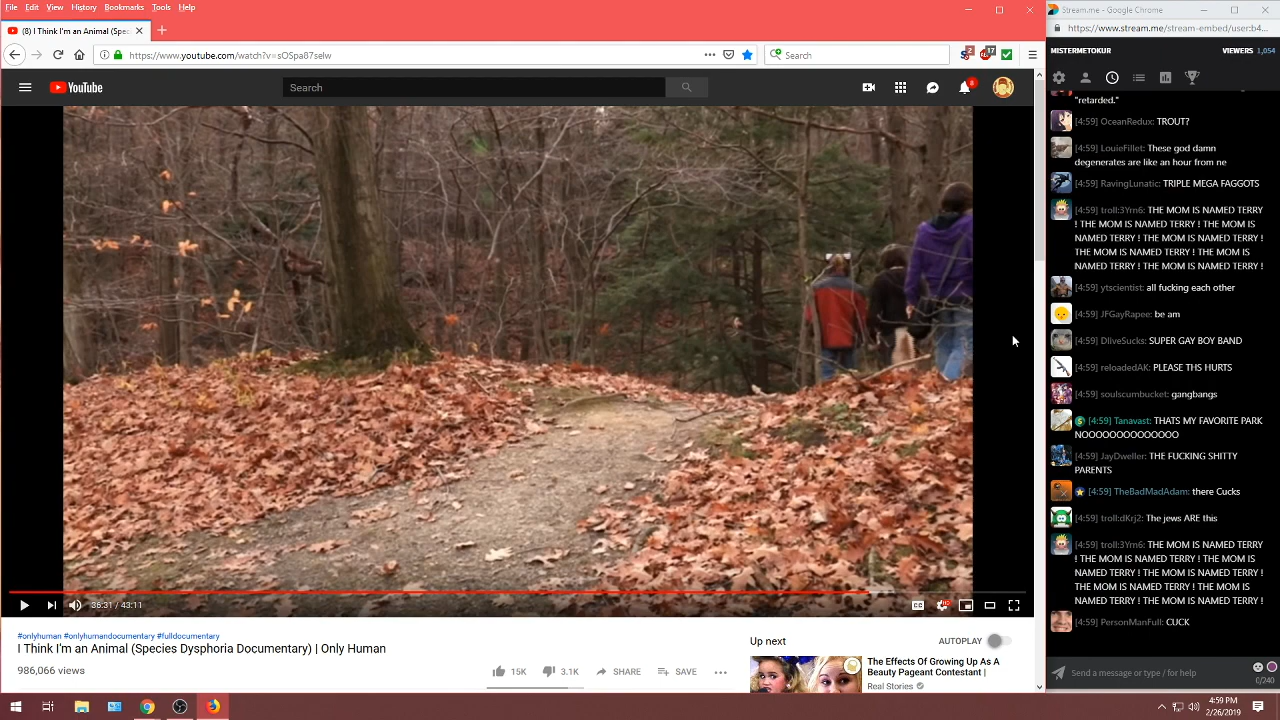 File Edit View History Bookmarks Tools Help
(8) I Think I'm an Animal (Spec
https://www.youtube.com/watch?v=sOSpa87selw
Search
2
17
YouTube
Search
8
36:31 / 43:11
CC
HD
#onlyhuman #onlyhumandocumentary #fulldocumentary
I Think I'm an Animal (Species Dysphoria Documentary) | Only Human
986,066 views
15K
3.1K
SHARE
SAVE
Up next
AUTOPLAY
The Effects Of Growing Up As A
Beauty Pageant Contestant |
Real Stories
Stream.me - Google Chrome
https://www.stream.me/stream-embed/userb4...
MISTERMETOKUR
VIEWERS 1,054
"retarded."
[4:59] OceanRedux: TROUT?
[4:59] LouieFillet: These god damn
degenerates are like an hour from ne
[4:59] RavingLunatic: TRIPLE MEGA FAGGOTS
[4:59] troll:3Ym6: THE MOM IS NAMED TERRY
! THE MOM IS NAMED TERRY ! THE MOM IS
NAMED TERRY ! THE MOM IS NAMED TERRY !
THE MOM IS NAMED TERRY ! THE MOM IS
NAMED TERRY ! THE MOM IS NAMED TERRY !
[4:59] ytscientist: all fucking each other
[4:59] JFGayRapee: be am
[4:59] DliveSucks: SUPER GAY BOY BAND
[4:59] reloadedAK: PLEASE THS HURTS
[4:59] soulscumbucket: gangbangs
[4:59] Tanavast: THATS MY FAVORITE PARK
NOOOOOOOOOOOOOO
[4:59] JayDweller: THE FUCKING SHITTY
PARENTS
[4:59] TheBadMadAdam: there Cucks
[4:59] troll:dKrj2: The jews ARE this
[4:59] troll:3Ym6: THE MOM IS NAMED TERRY
! THE MOM IS NAMED TERRY ! THE MOM IS
NAMED TERRY ! THE MOM IS NAMED TERRY !
THE MOM IS NAMED TERRY ! THE MOM IS
NAMED TERRY ! THE MOM IS NAMED TERRY !
[4:59] PersonManFull: CUCK
Send a message or type / for help
0/240
4:59 PM
2/26/2019